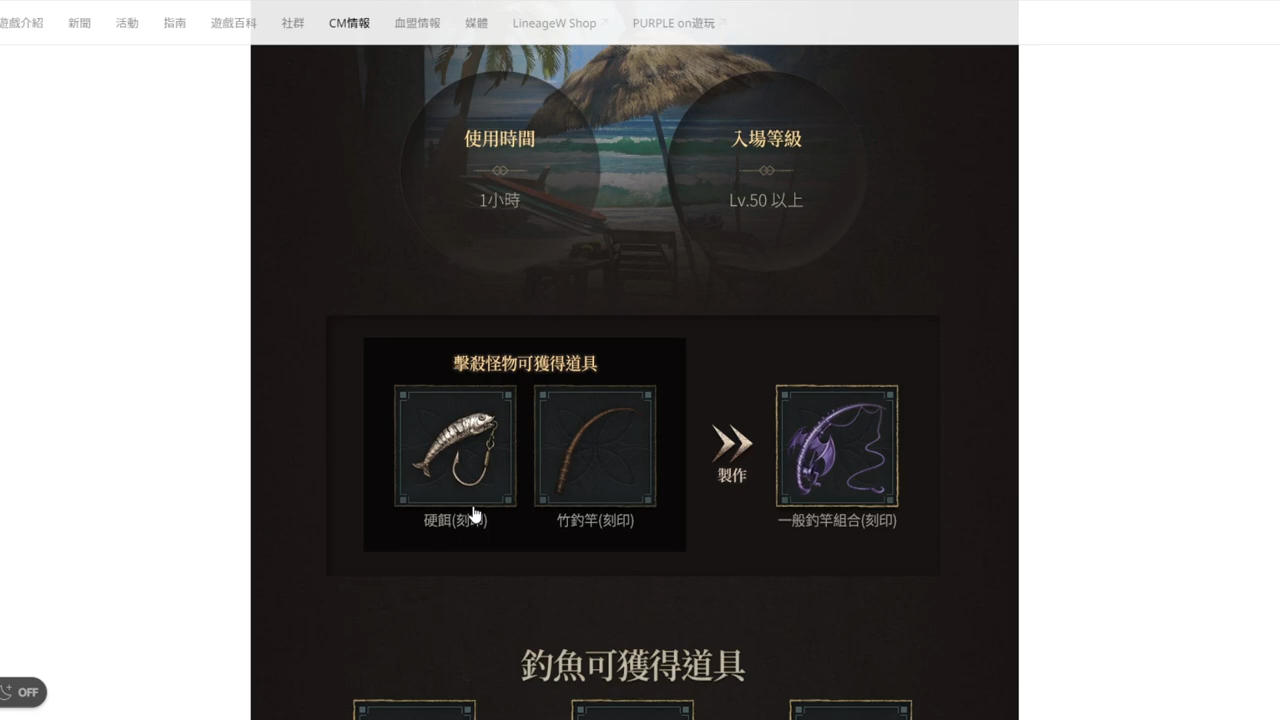 遊戲介紹 新聞 活動 指南 遊戲百科 社群 CM情報 血盟情報 媒體 LineageW Shop PURPLE on遊玩
使用時間 入場等級
1小時 Lv.50 以上
擊殺怪物可獲得道具
製作
硬餌(刻印) 竹釣竿(刻印) 一般釣竿組合(刻印)
釣魚可獲得道具
OFF